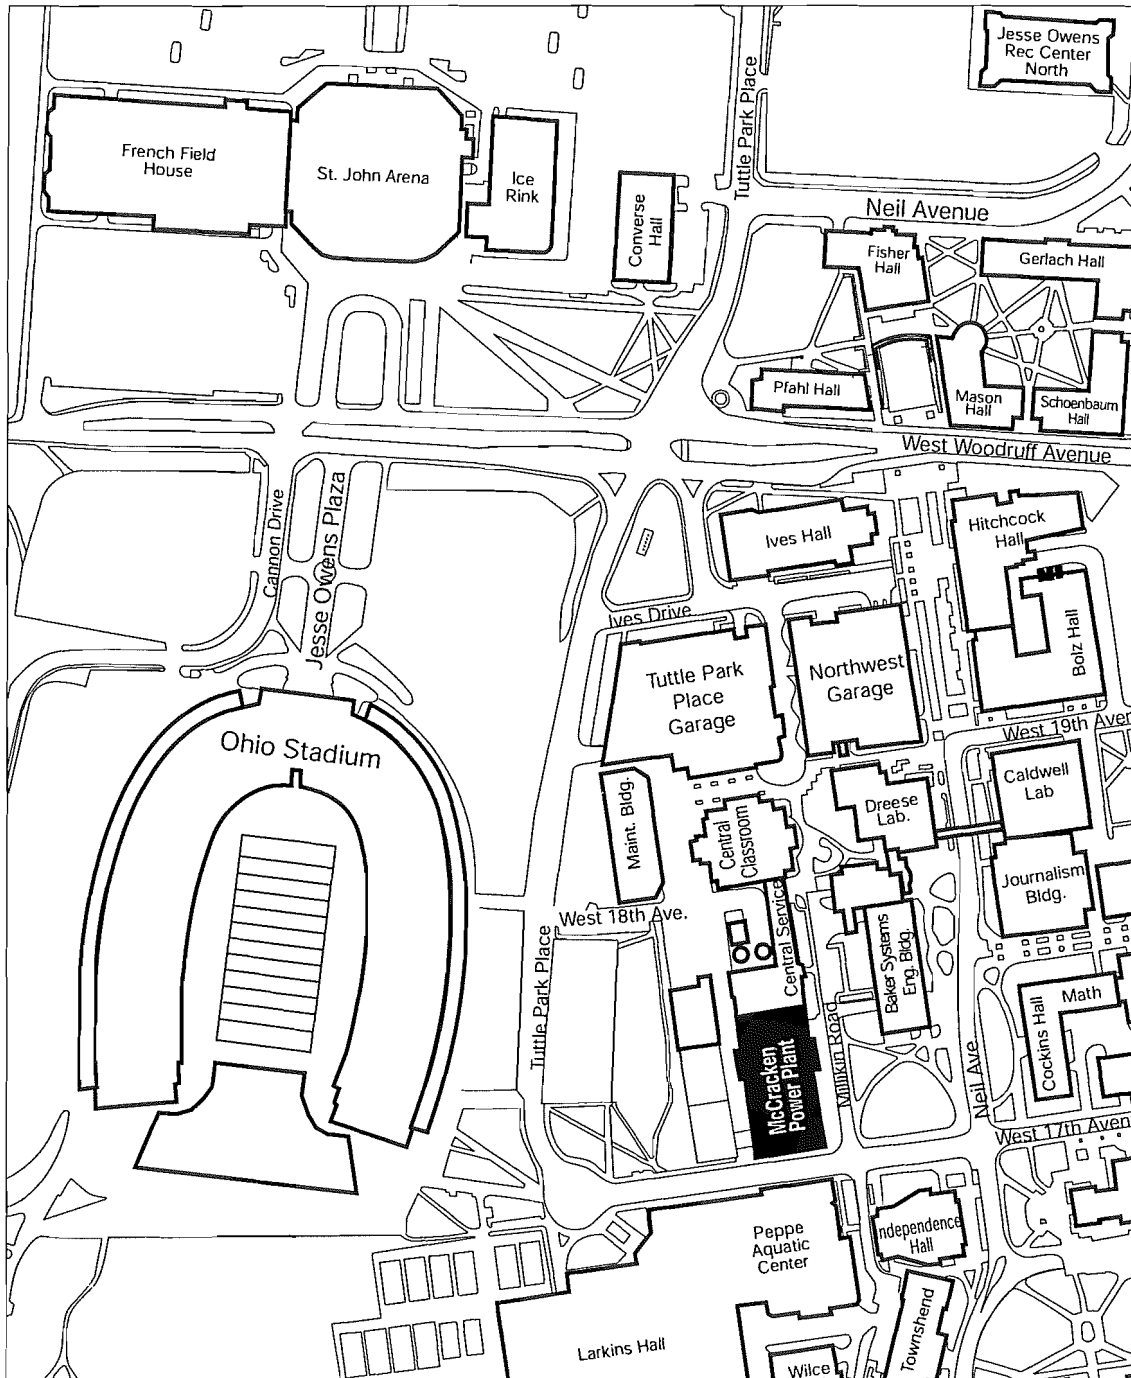 Jesse Owens
Rec Center
North
Tuttle Park Place
French Field
House
St. John Arena
Ice
Rink
Converse
Hall
Neil Avenue
Fisher
Hall
Gerlach Hall
Pfahl Hall
Mason
Hall
Schoenbaum
Hall
West Woodruff Avenue
Cannon Drive
Jesse Owens Plaza
Ives Hall
Hitchcock
Hall
Ives Drive
Bolz Hall
Tuttle Park
Place
Garage
Northwest
Garage
West 19th Aven
Ohio Stadium
Maint. Bldg.
Central
Classroom
Dreese
Lab.
Caldwell
Lab
Journalism
Bldg.
West 18th Ave.
Central Service
Baker Systems
Eng. Bldg.
Tuttle Park Place
McCracken
Power Plant
Millikin Road
Neil Ave.
Cockins Hall
Math
West 17th Aven
Peppe
Aquatic
Center
ndependence
Hall
Larkins Hall
Townshend
Wilce